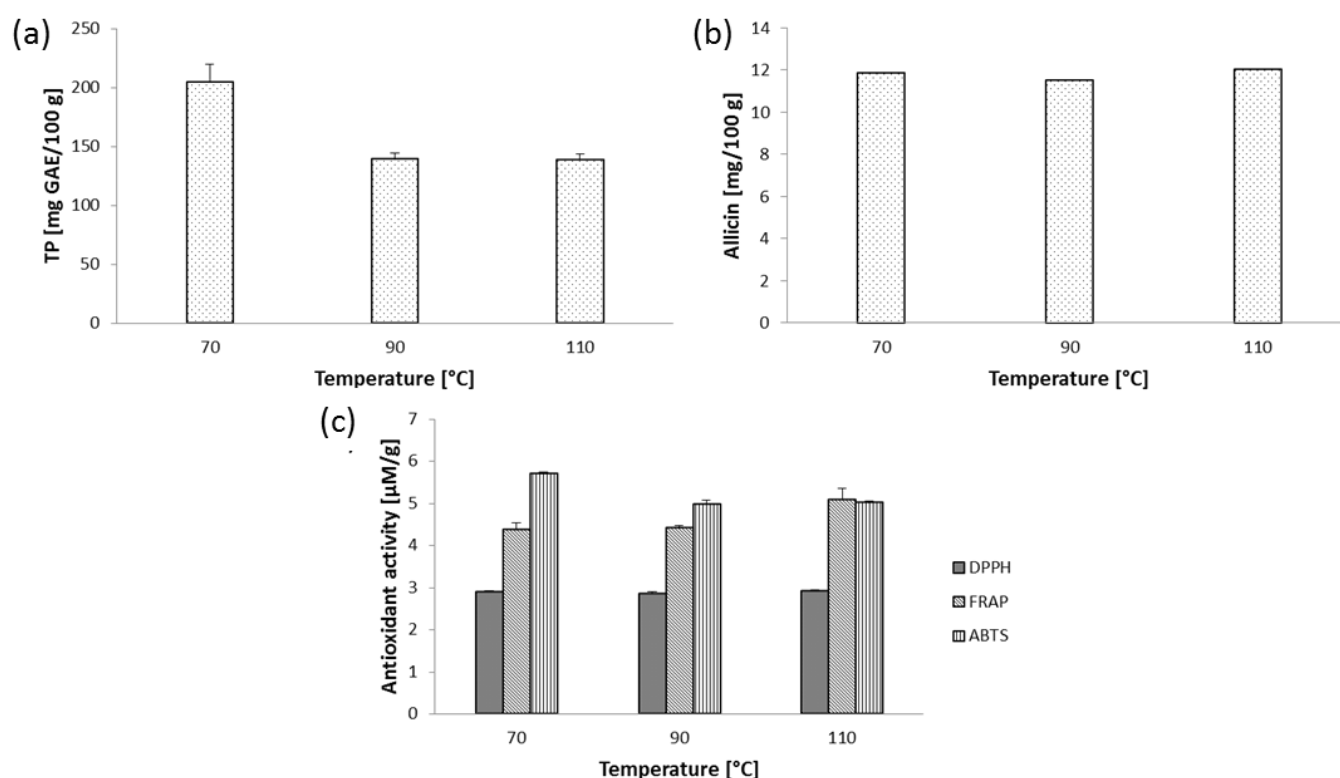 (a)
TP [mg GAE/100 g]
250
200
150
100
50
0
70 90 110
Temperature [°C]
(b)
Allicin [mg/100 g]
14
12
10
8
6
4
2
0
70 90 110
Temperature [°C]
(c)
Antioxidant activity [µM/g]
7
6
5
4
3
2
1
0
70 90 110
Temperature [°C]
DPPH
FRAP
ABTS